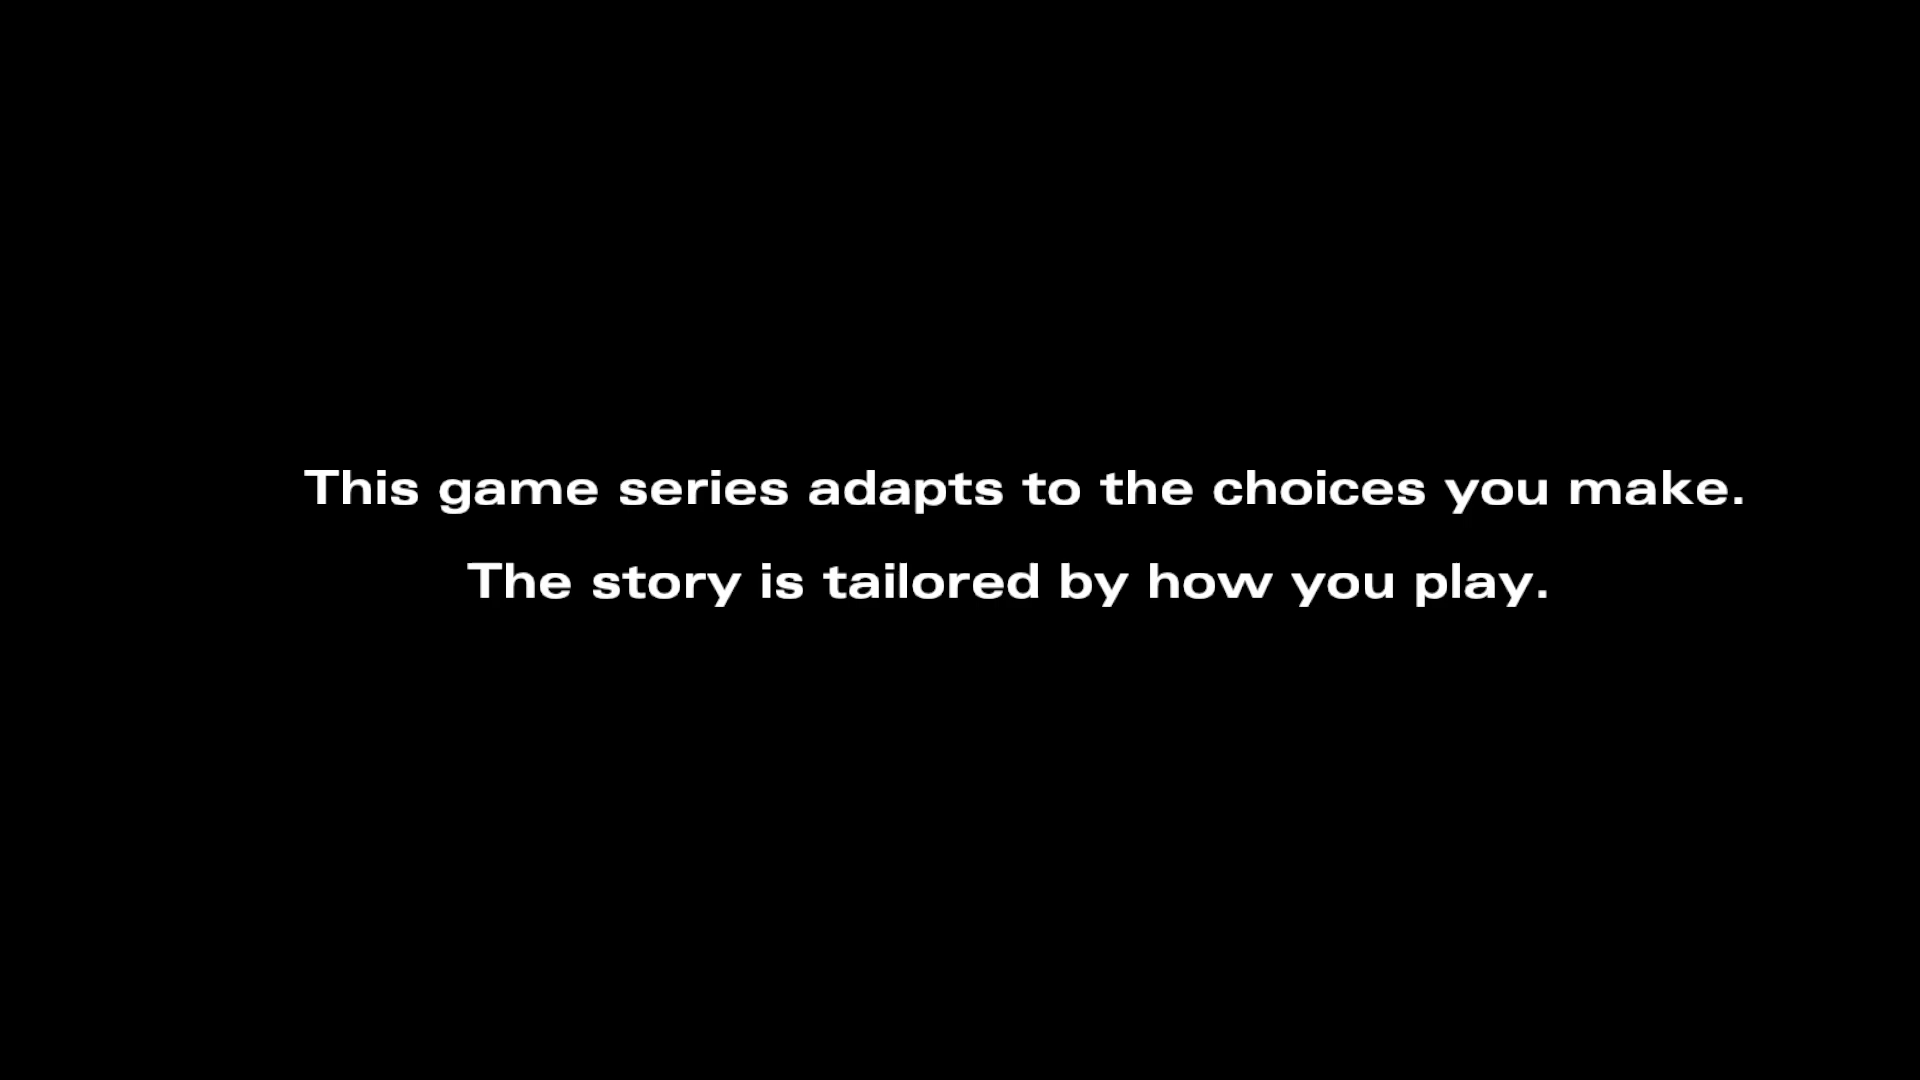 This game series adapts to the choices you make.
The story is tailored by how you play.